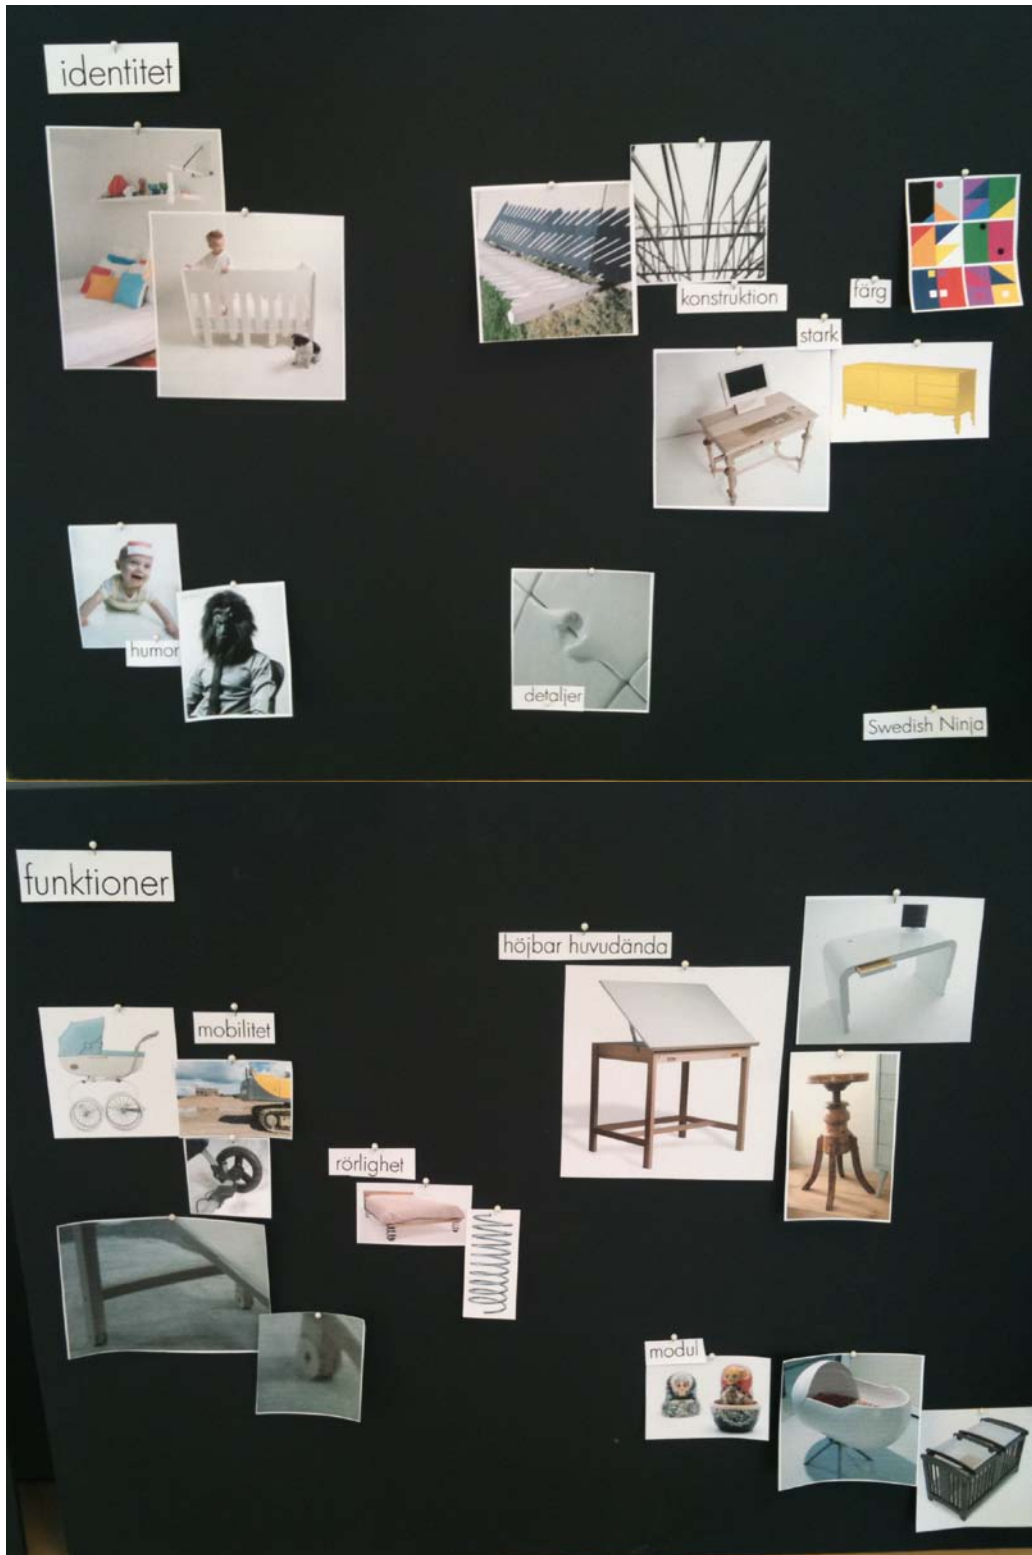 identitet
konstruktion
färg
stark
humor
detaljer
Swedish Ninja
funktioner
höjbar huvudända
mobilitet
rörlighet
modul